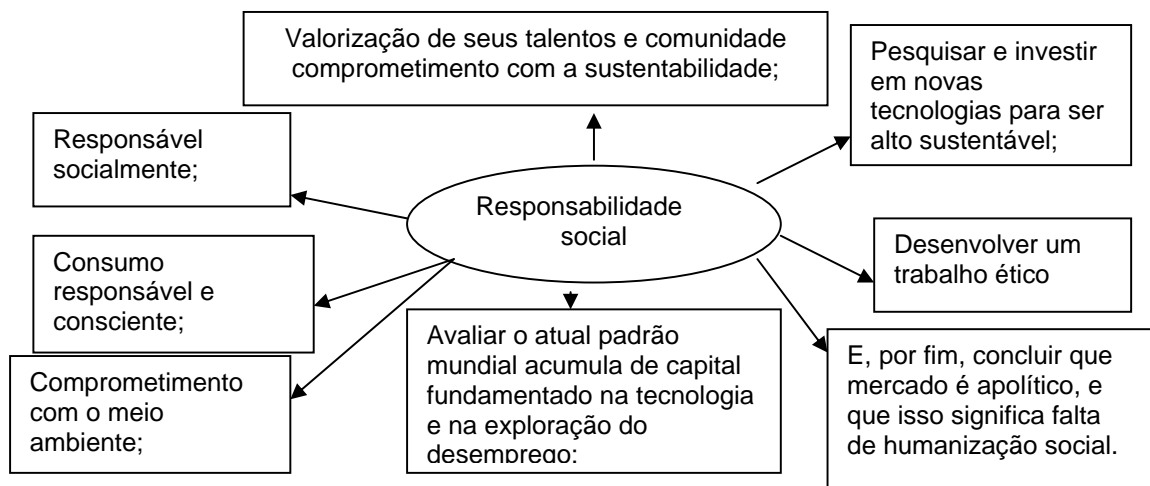 Valorização de seus talentos e comunidade
comprometimento com a sustentabilidade;
Pesquisar e investir
em novas
tecnologias para ser
alto sustentável;
Responsável
socialmente;
Responsabilidade
social
Consumo
responsável e
consciente;
Desenvolver um
trabalho ético
Comprometimento
com o meio
ambiente;
Avaliar o atual padrão
mundial acumula de capital
fundamentado na tecnologia
e na exploração do
desemprego;
E, por fim, concluir que
mercado é apolítico, e
que isso significa falta
de humanização social.